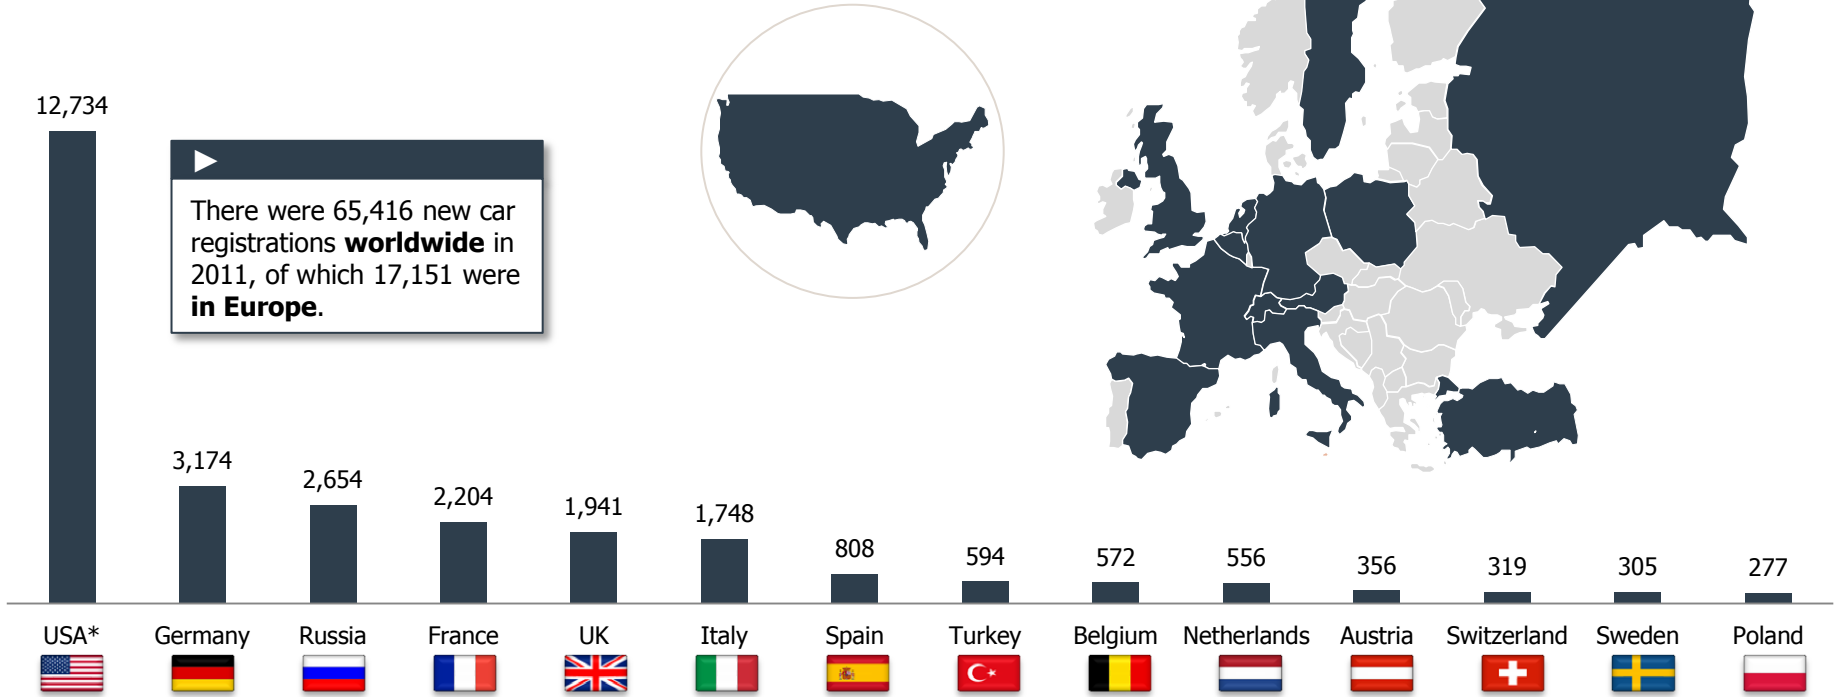 12,734
There were 65,416 new car
registrations worldwide in
2011, of which 17,151 were
in Europe.
3,174
2,654
2,204
1,941
1,748
808
594
572
556
356
319
305
277
USA*
Germany
Russia
France
UK
Italy
Spain
Turkey
Belgium
Netherlands
Austria
Switzerland
Sweden
Poland